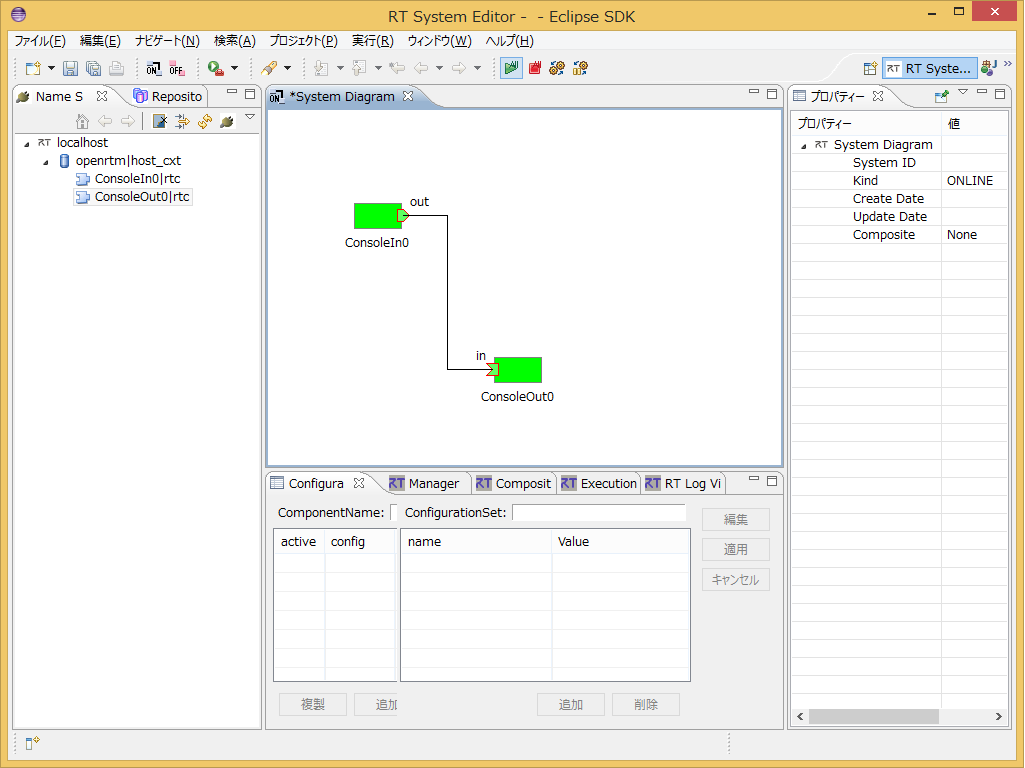 RT System Editor - - Eclipse SDK
ファイル(F) 編集(E) ナビゲート(N) 検索(A) プロジェクト(P) 実行(R) ウィンドウ(W) ヘルプ(H)
ON OFF RT Syste... »
Name S Reposito
localhost
openrtm|host_cxt
ConsoleIn0|rtc
ConsoleOut0|rtc
ON *System Diagram
out
ConsoleIn0
in
ConsoleOut0
Configura Manager Composit Execution RT Log Vi
ComponentName: ConfigurationSet:
active config name Value
編集
適用
キャンセル
複製 追加 追加 削除
プロパティー
プロパティー 値
System Diagram
System ID
Kind ONLINE
Create Date
Update Date
Composite None